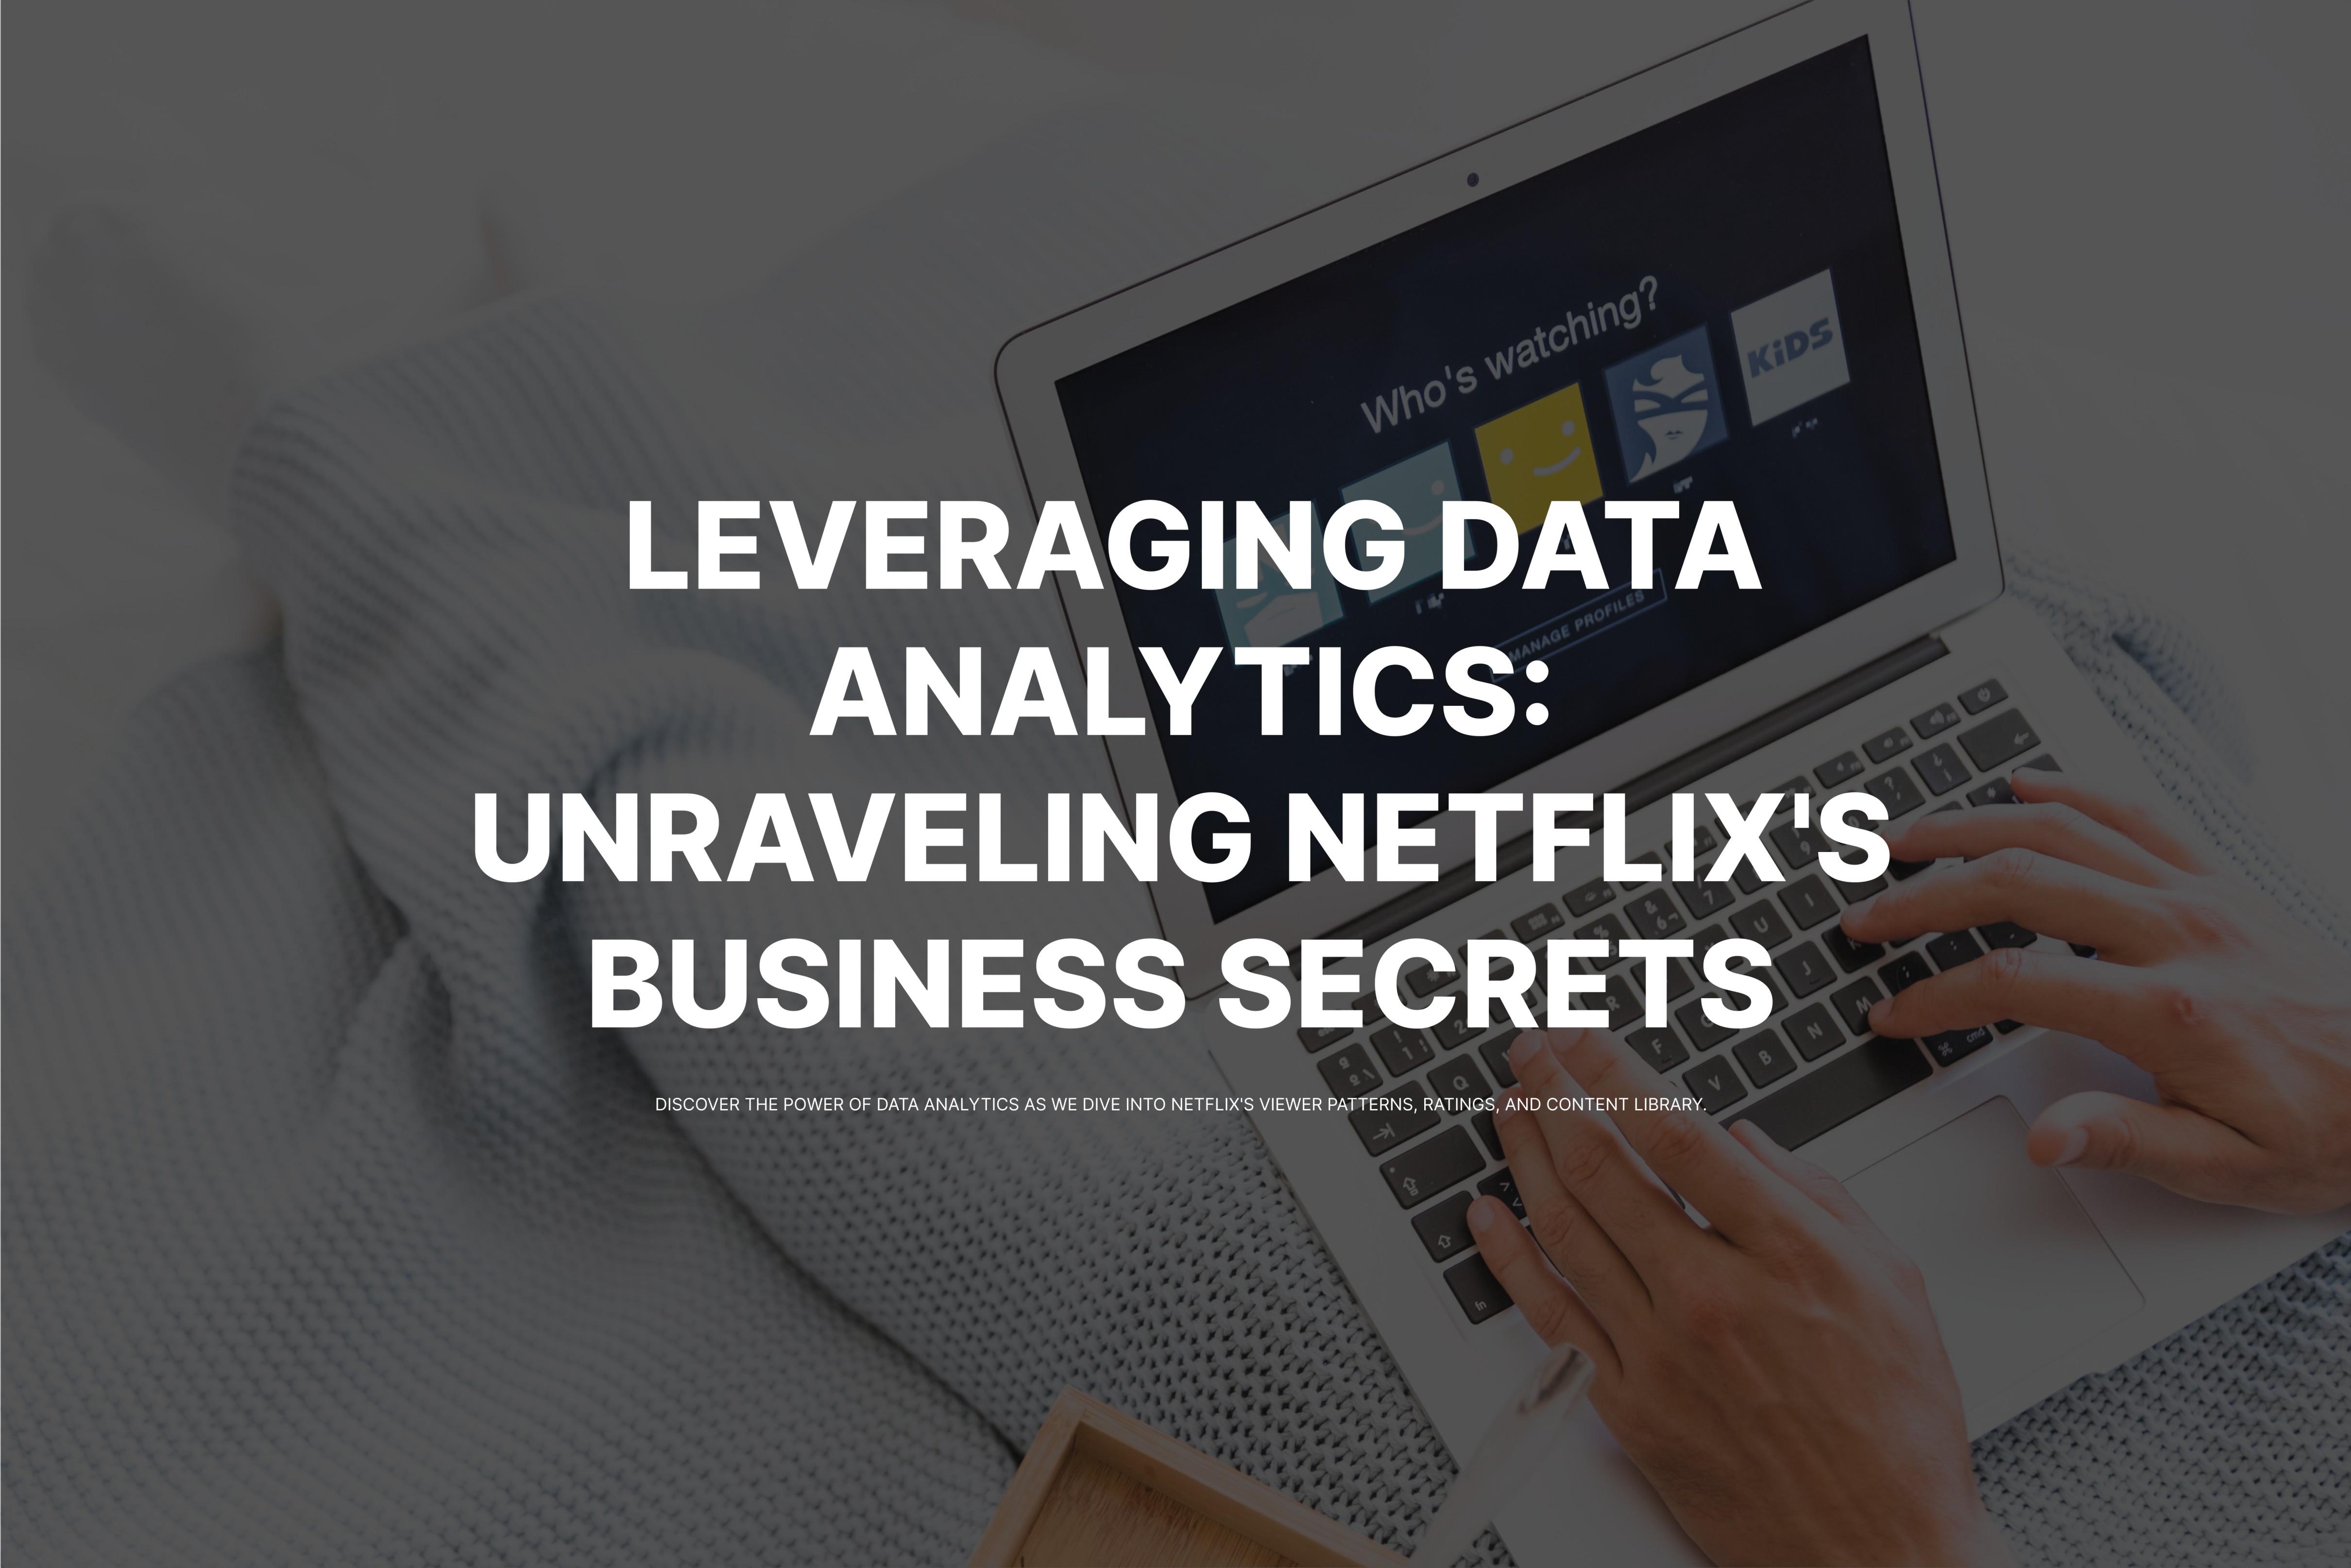 Who's watching?
KiDS
MANAGE PROFILES
LEVERAGING DATA
ANALYTICS:
UNRAVELING NETFLIX'S
BUSINESS SECRETS
DISCOVER THE POWER OF DATA ANALYTICS AS WE DIVE INTO NETFLIX'S VIEWER PATTERNS, RATINGS, AND CONTENT LIBRARY.